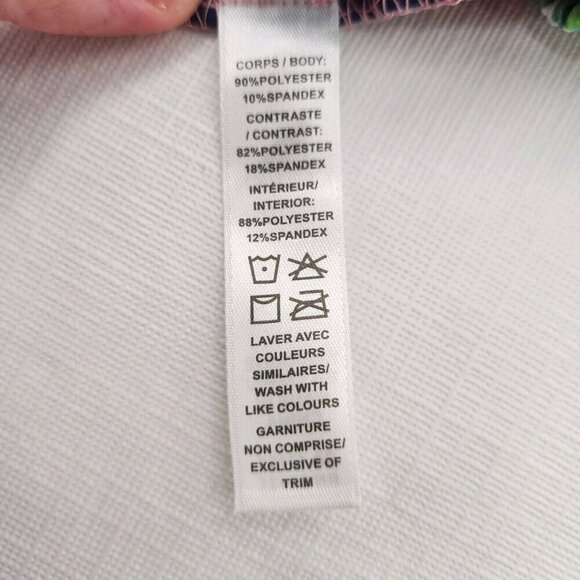 CORPS / BODY:
90%POLYESTER
10%SPANDEX
CONTRASTE
/ CONTRAST:
82%POLYESTER
18%SPANDEX
INTÉRIEUR/
INTERIOR:
88%POLYESTER
12%SPANDEX
LAVER AVEC
COULEURS
SIMILAIRES/
WASH WITH
LIKE COLOURS
GARNITURE
NON COMPRISE/
EXCLUSIVE OF
TRIM